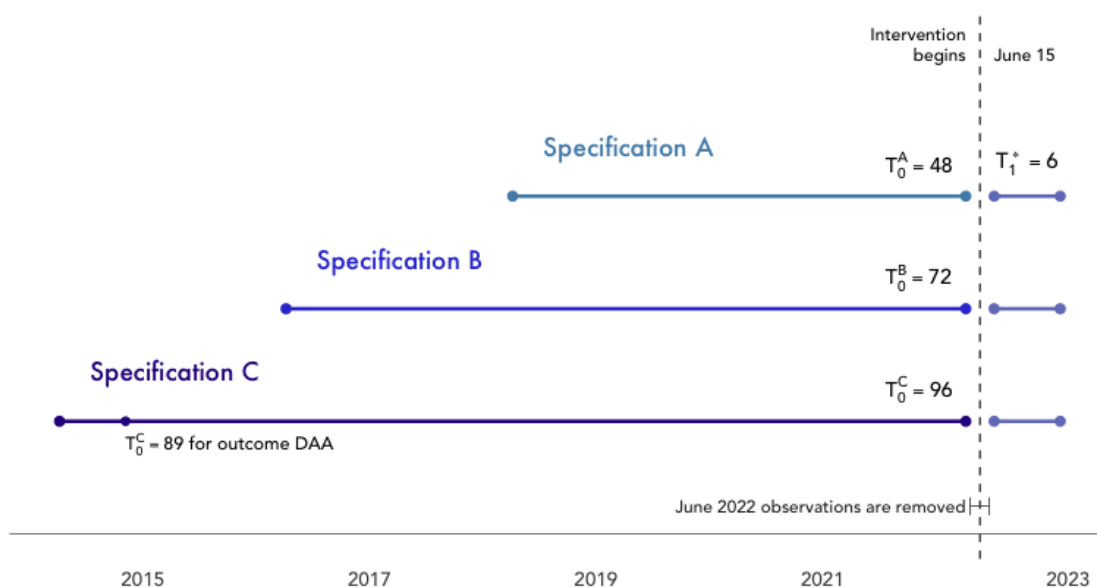 Intervention
begins
June 15
Specification A
T₀ᴬ = 48
T₁* = 6
Specification B
T₀ᴮ = 72
Specification C
T₀ᶜ = 96
T₀ᶜ = 89 for outcome DAA
June 2022 observations are removed
2015 2017 2019 2021 2023